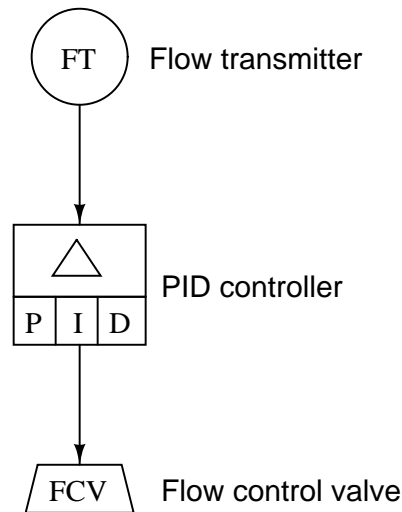 FT Flow transmitter
PID controller
P I D
FCV Flow control valve